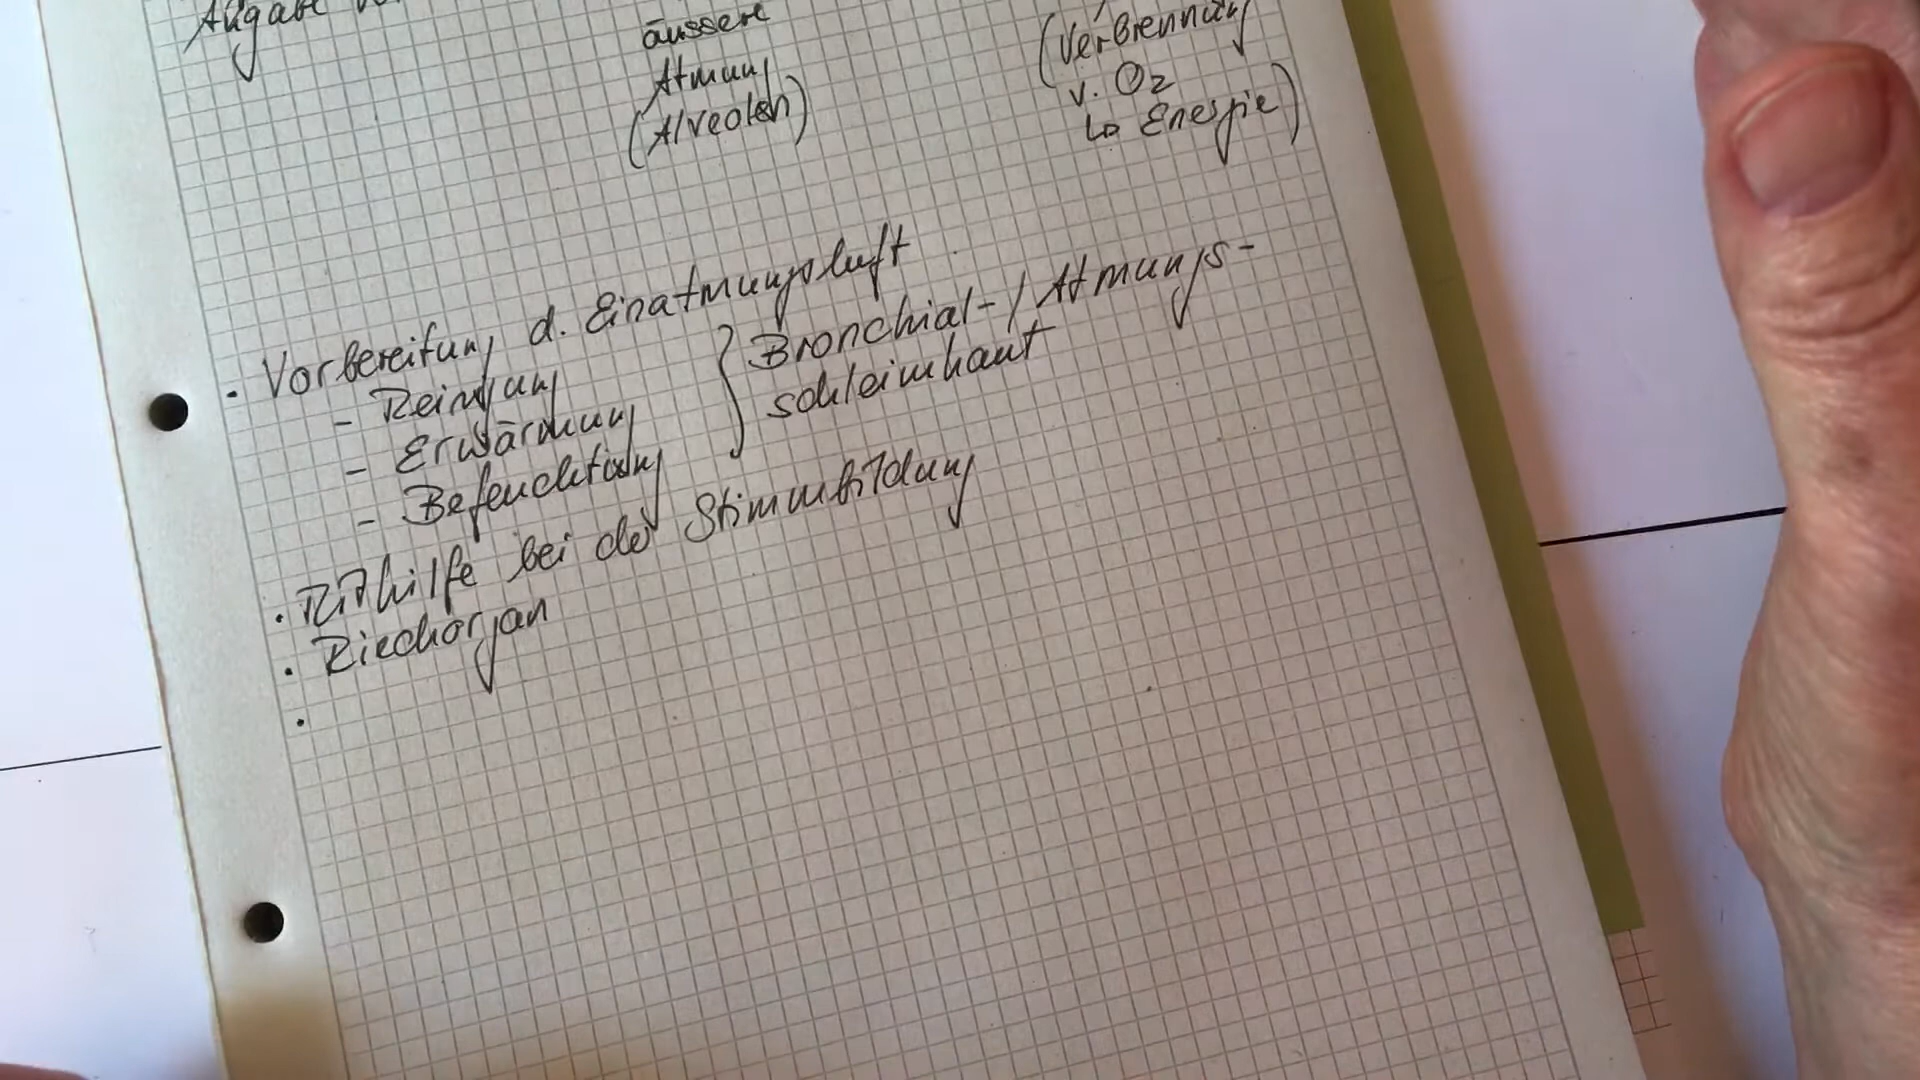 äussere
Atmung
(Alveolen)
(Verbrennung
v. O2
↳ Energie)
· Vorbereitung d. Einatmungsluft
- Reinigung
- Erwärmung
- Befeuchtung
} Bronchial-/Atmungs-
schleimhaut
· Mithilfe bei der Stimmbildung
· Riechorgan
·